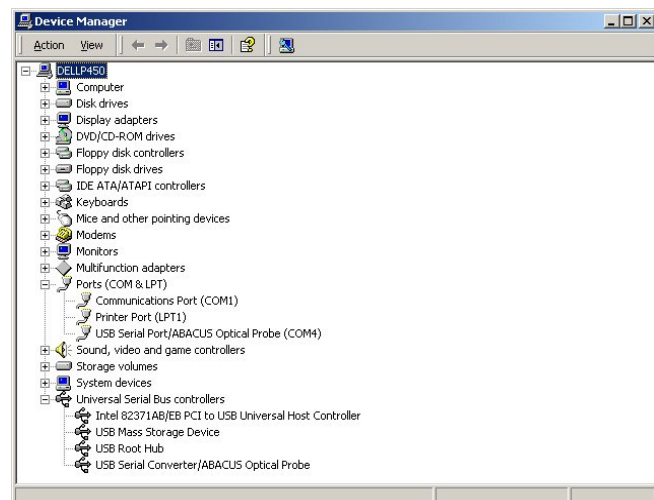 Device Manager
Action View
DELLP450
Computer
Disk drives
Display adapters
DVD/CD-ROM drives
Floppy disk controllers
Floppy disk drives
IDE ATA/ATAPI controllers
Keyboards
Mice and other pointing devices
Modems
Monitors
Multifunction adapters
Ports (COM & LPT)
Communications Port (COM1)
Printer Port (LPT1)
USB Serial Port/ABACUS Optical Probe (COM4)
Sound, video and game controllers
Storage volumes
System devices
Universal Serial Bus controllers
Intel 82371AB/EB PCI to USB Universal Host Controller
USB Mass Storage Device
USB Root Hub
USB Serial Converter/ABACUS Optical Probe